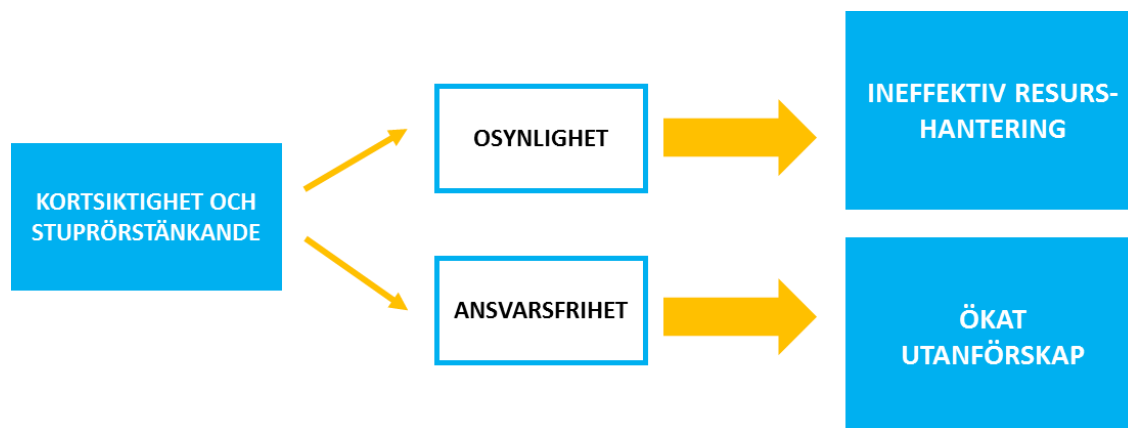 KORTSIKTIGHET OCH
STUPRÖRSTÄNKANDE
OSYNLIGHET
ANSVARSFRIHET
INEFFEKTIV RESURS-
HANTERING
ÖKAT
UTANFÖRSKAP